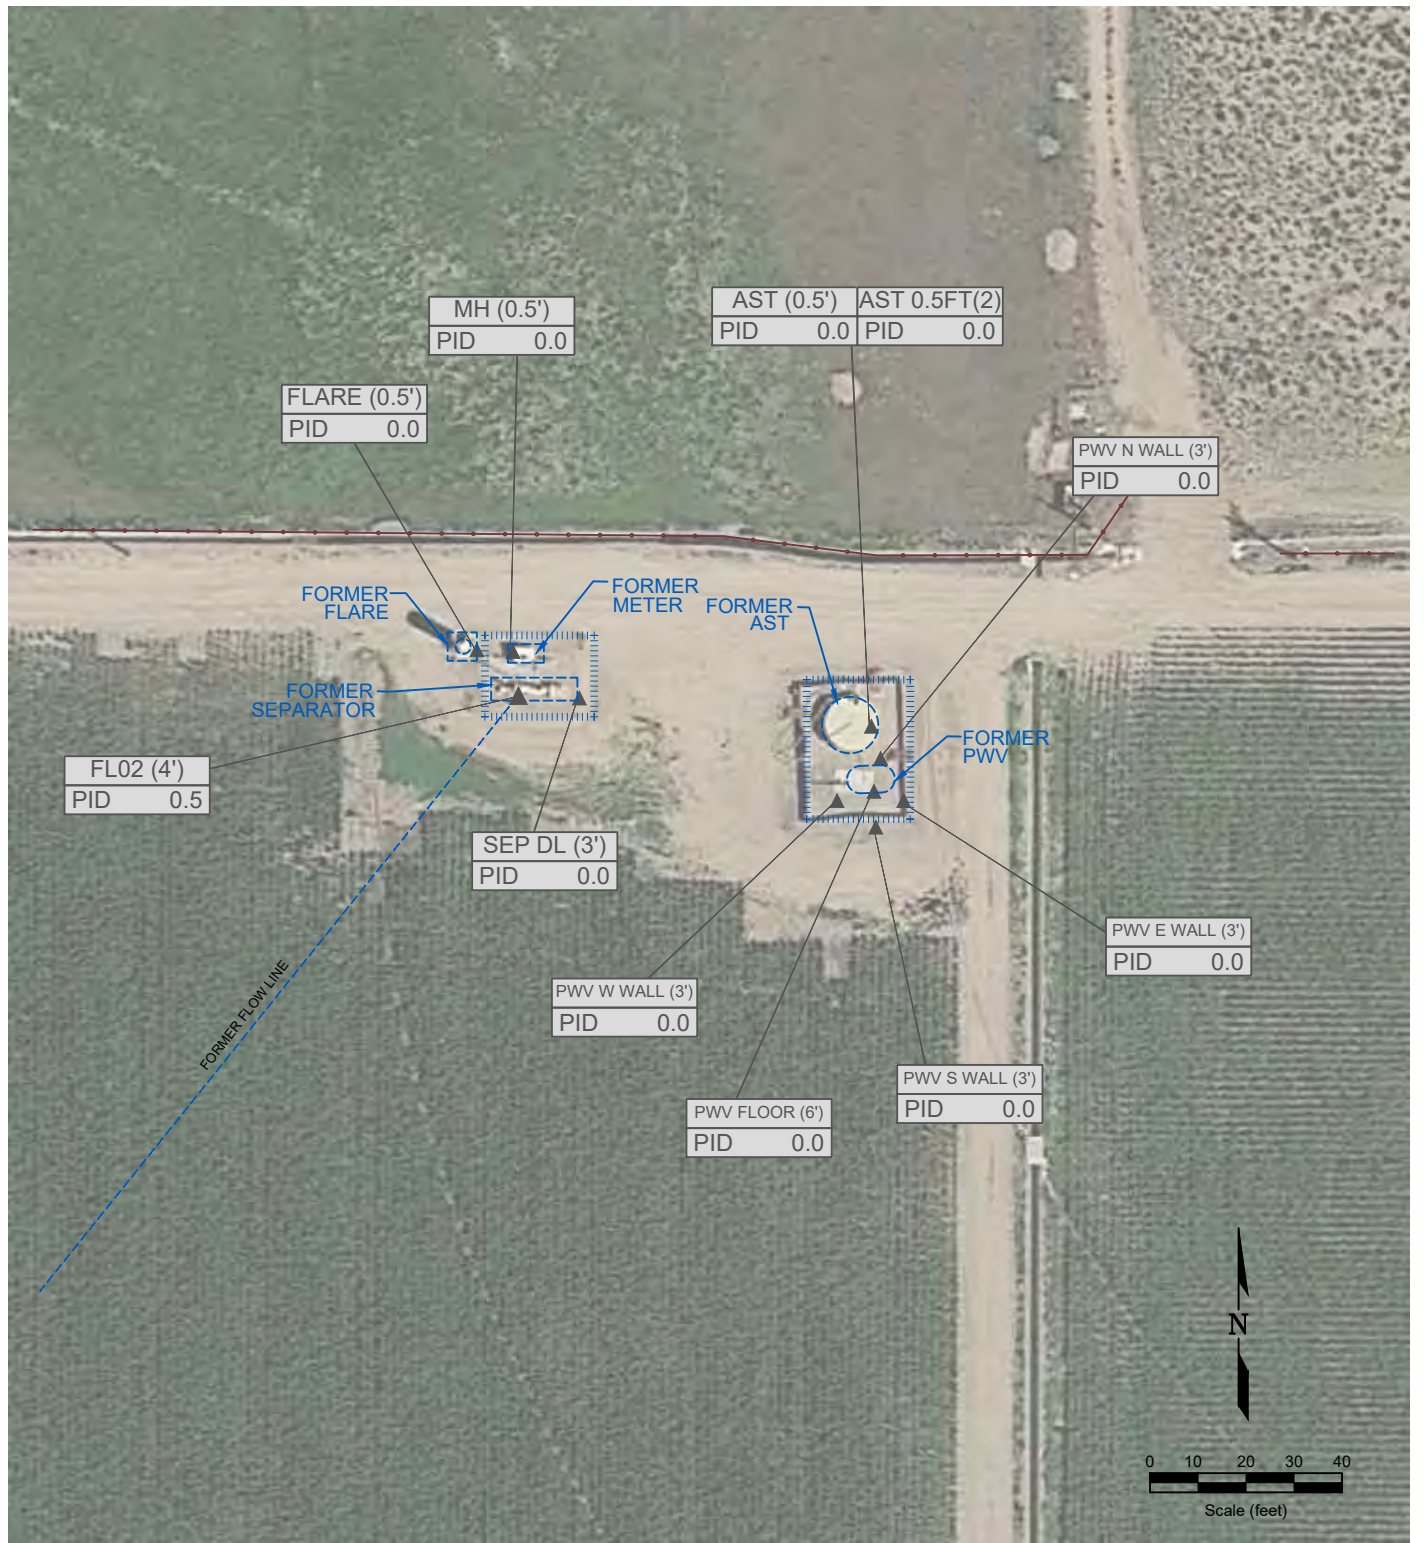 AST (0.5') AST 0.5FT(2)
PID 0.0 PID 0.0
MH (0.5')
PID 0.0
FLARE (0.5')
PID 0.0
PWV N WALL (3')
PID 0.0
FORMER
FLARE
FORMER
METER
FORMER
AST
FORMER
SEPARATOR
FORMER
PWV
FL02 (4')
PID 0.5
SEP DL (3')
PID 0.0
PWV E WALL (3')
PID 0.0
PWV W WALL (3')
PID 0.0
FORMER FLOW LINE
PWV S WALL (3')
PID 0.0
PWV FLOOR (6')
PID 0.0
N
0 10 20 30 40
Scale (feet)